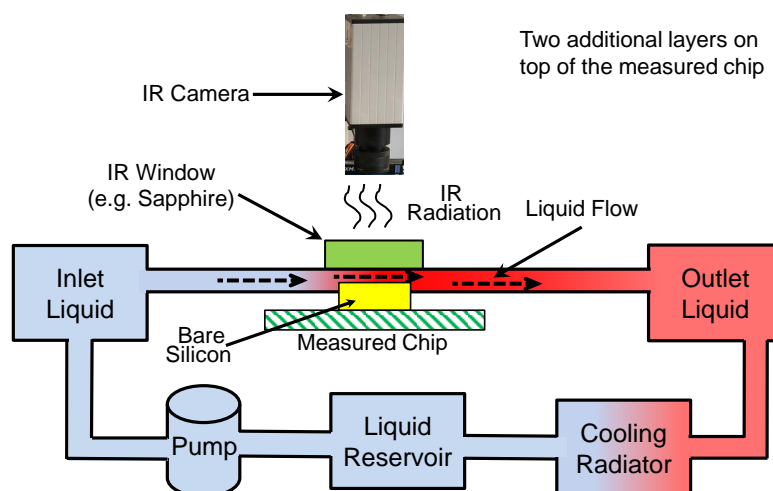 Two additional layers on
top of the measured chip
IR Camera
IR Window
(e.g. Sapphire)
IR
Radiation
Liquid Flow
Inlet
Liquid
Outlet
Liquid
Bare
Silicon
Measured Chip
Pump
Liquid
Reservoir
Cooling
Radiator